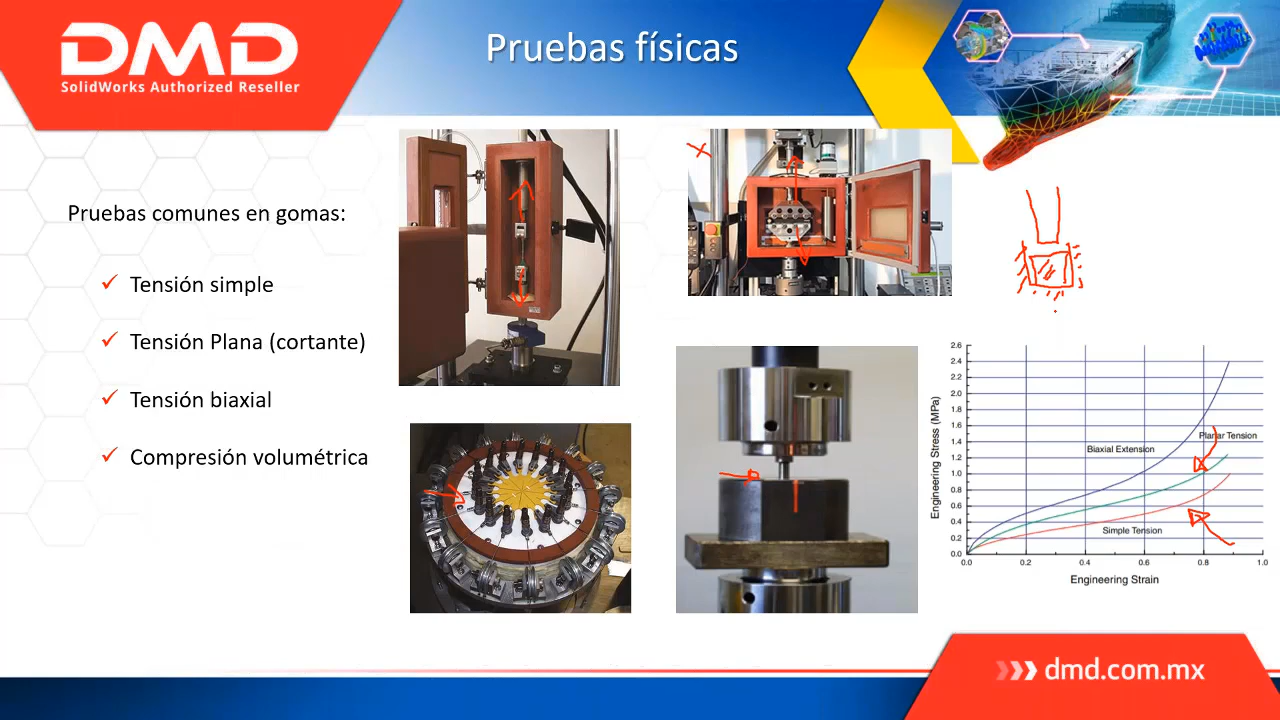 DMD
SolidWorks Authorized Reseller
Pruebas físicas
Pruebas comunes en gomas:
Tensión simple
Tensión Plana (cortante)
Tensión biaxial
Compresión volumétrica
Engineering Stress (MPa)
2.6
2.4
2.2
2.0
1.8
1.6
1.4
1.2
1.0
0.8
0.6
0.4
0.2
0.0
Planar Tension
Biaxial Extension
Simple Tension
0.0 0.2 0.4 0.6 0.8 1.0
Engineering Strain
dmd.com.mx